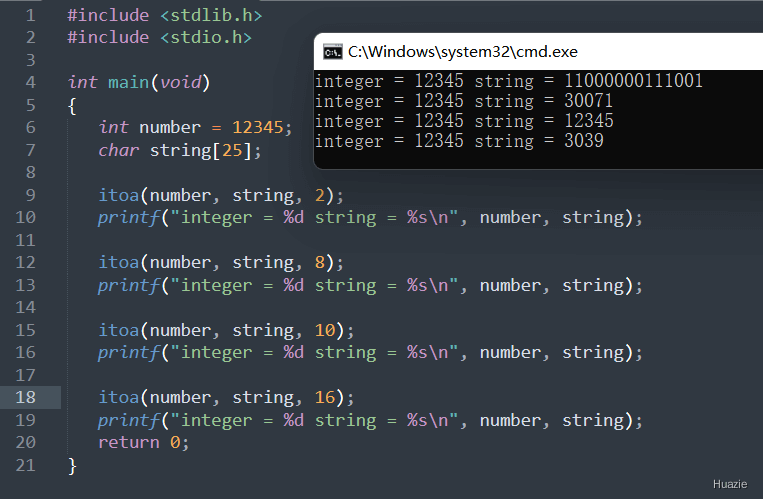 1 #include <stdlib.h>
2 #include <stdio.h>
3
4 int main(void)
5 {
6    int number = 12345;
7    char string[25];
8
9    itoa(number, string, 2);
10    printf("integer = %d string = %s\n", number, string);
11
12    itoa(number, string, 8);
13    printf("integer = %d string = %s\n", number, string);
14
15    itoa(number, string, 10);
16    printf("integer = %d string = %s\n", number, string);
17
18    itoa(number, string, 16);
19    printf("integer = %d string = %s\n", number, string);
20    return 0;
21 }
C:\Windows\system32\cmd.exe
integer = 12345 string = 11000000111001
integer = 12345 string = 30071
integer = 12345 string = 12345
integer = 12345 string = 3039
Huazie